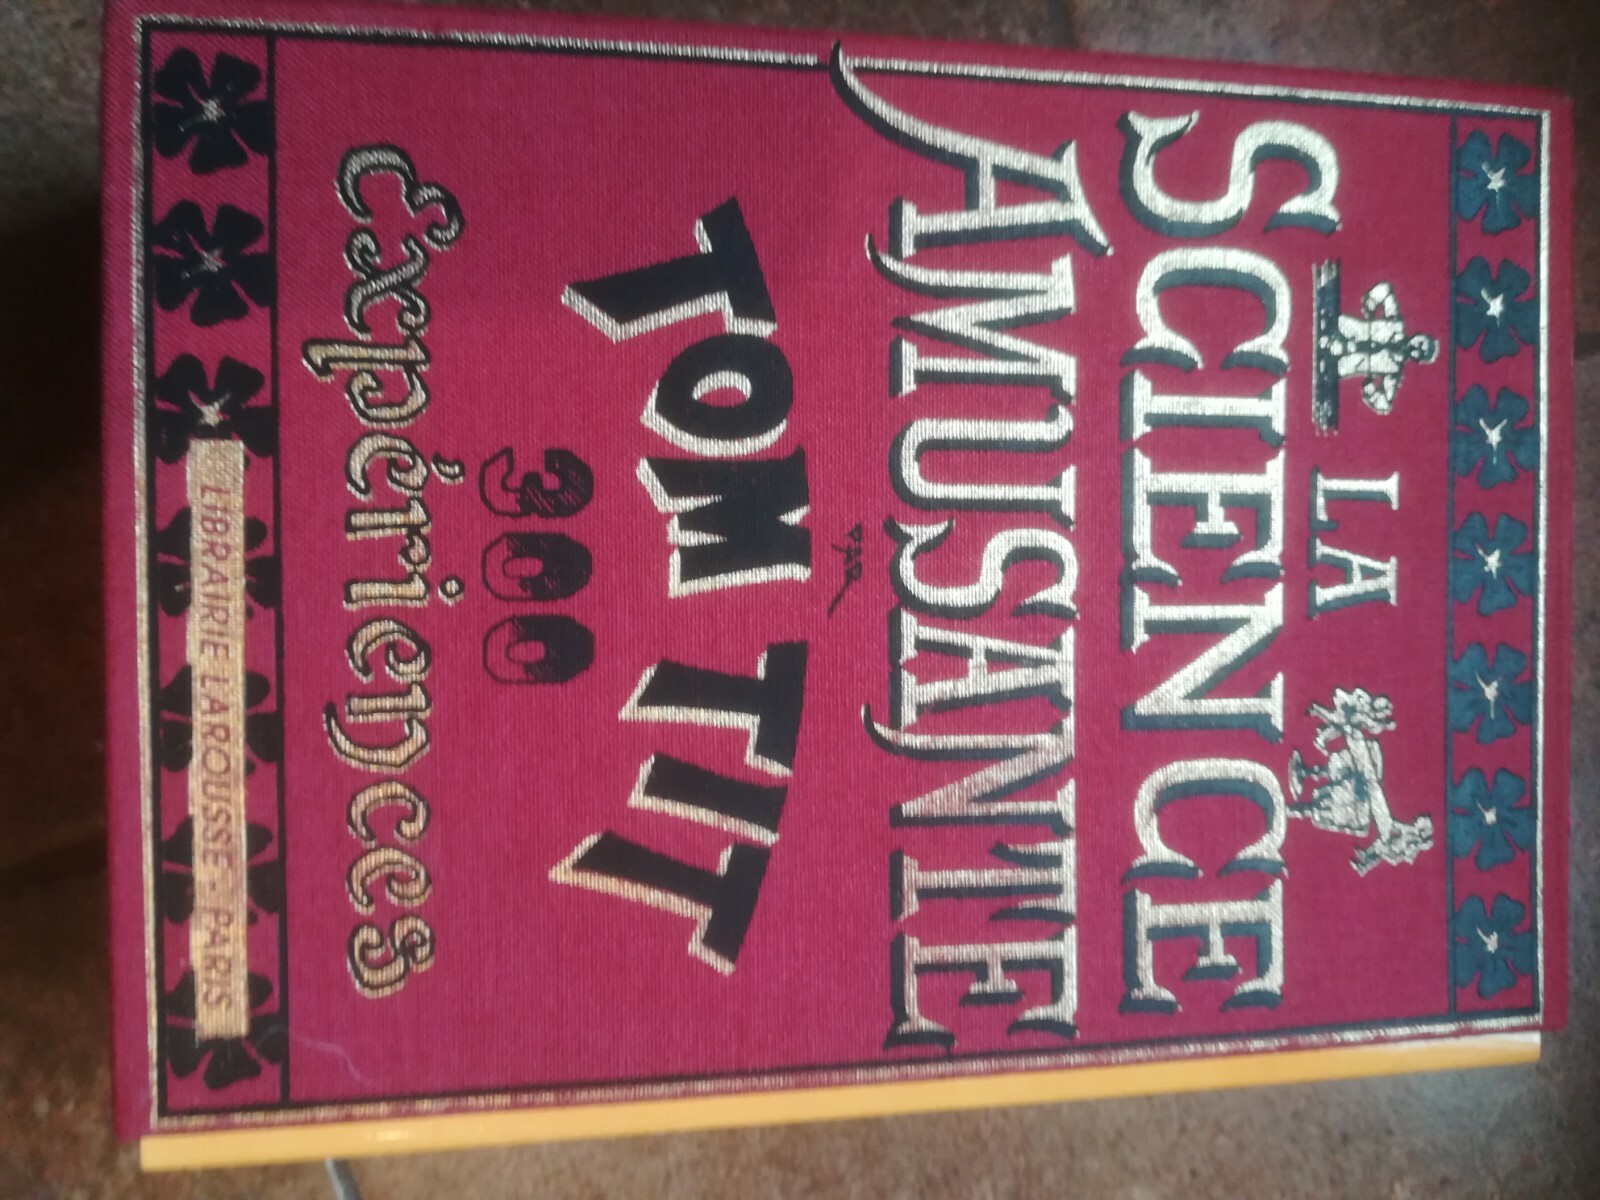 LA
SCIENCE
AMUSANTE
par
TOM TIT
300
Expériences
LIBRAIRIE LAROUSSE - PARIS